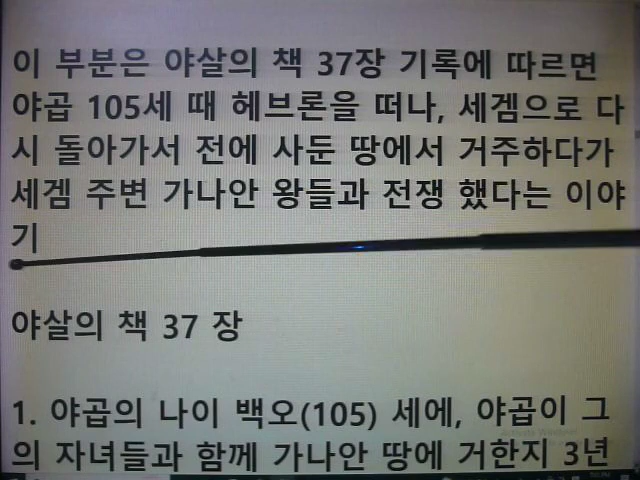 이 부분은 야살의 책 37장 기록에 따르면
야곱 105세 때 헤브론을 떠나, 세겜으로 다
시 돌아가서 전에 사둔 땅에서 거주하다가
세겜 주변 가나안 왕들과 전쟁 했다는 이야
기
야살의 책 37 장
1. 야곱의 나이 백오(105) 세에, 야곱이 그
의 자녀들과 함께 가나안 땅에 거한지 3년